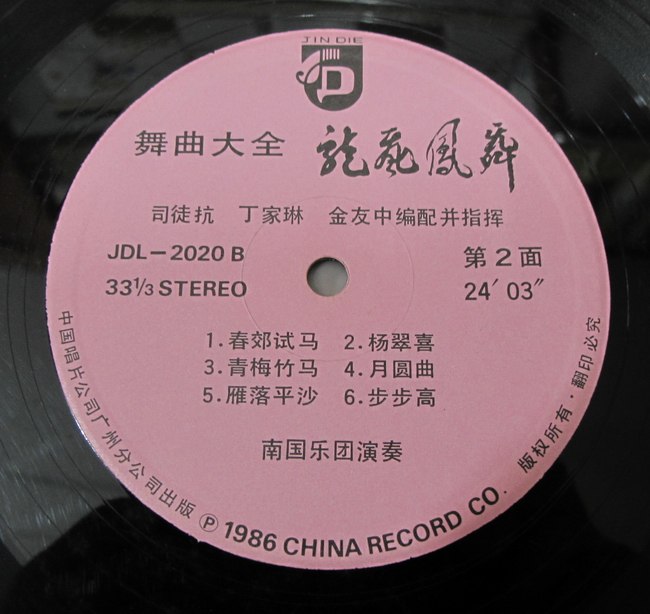 JIN DIE
舞曲大全 龙飞凤舞
司徒抗 丁家琳 金友中编配并指挥
JDL-2020 B 第2面
33⅓ STEREO 24′ 03″
1.春郊试马 2.杨翠喜
3.青梅竹马 4.月圆曲
5.雁落平沙 6.步步高
南国乐团演奏
中国唱片公司广州分公司出版 Ⓟ 1986 CHINA RECORD CO. 版权所有·翻印必究